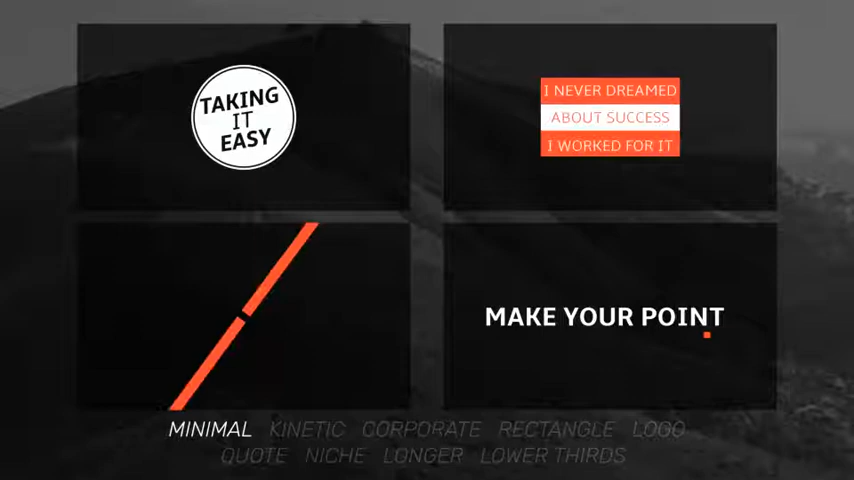 TAKING
IT
EASY
I NEVER DREAMED
ABOUT SUCCESS
I WORKED FOR IT
MAKE YOUR POINT
MINIMAL KINETIC CORPORATE RECTANGLE LOGO
QUOTE NICHE LONGER LOWER THIRDS